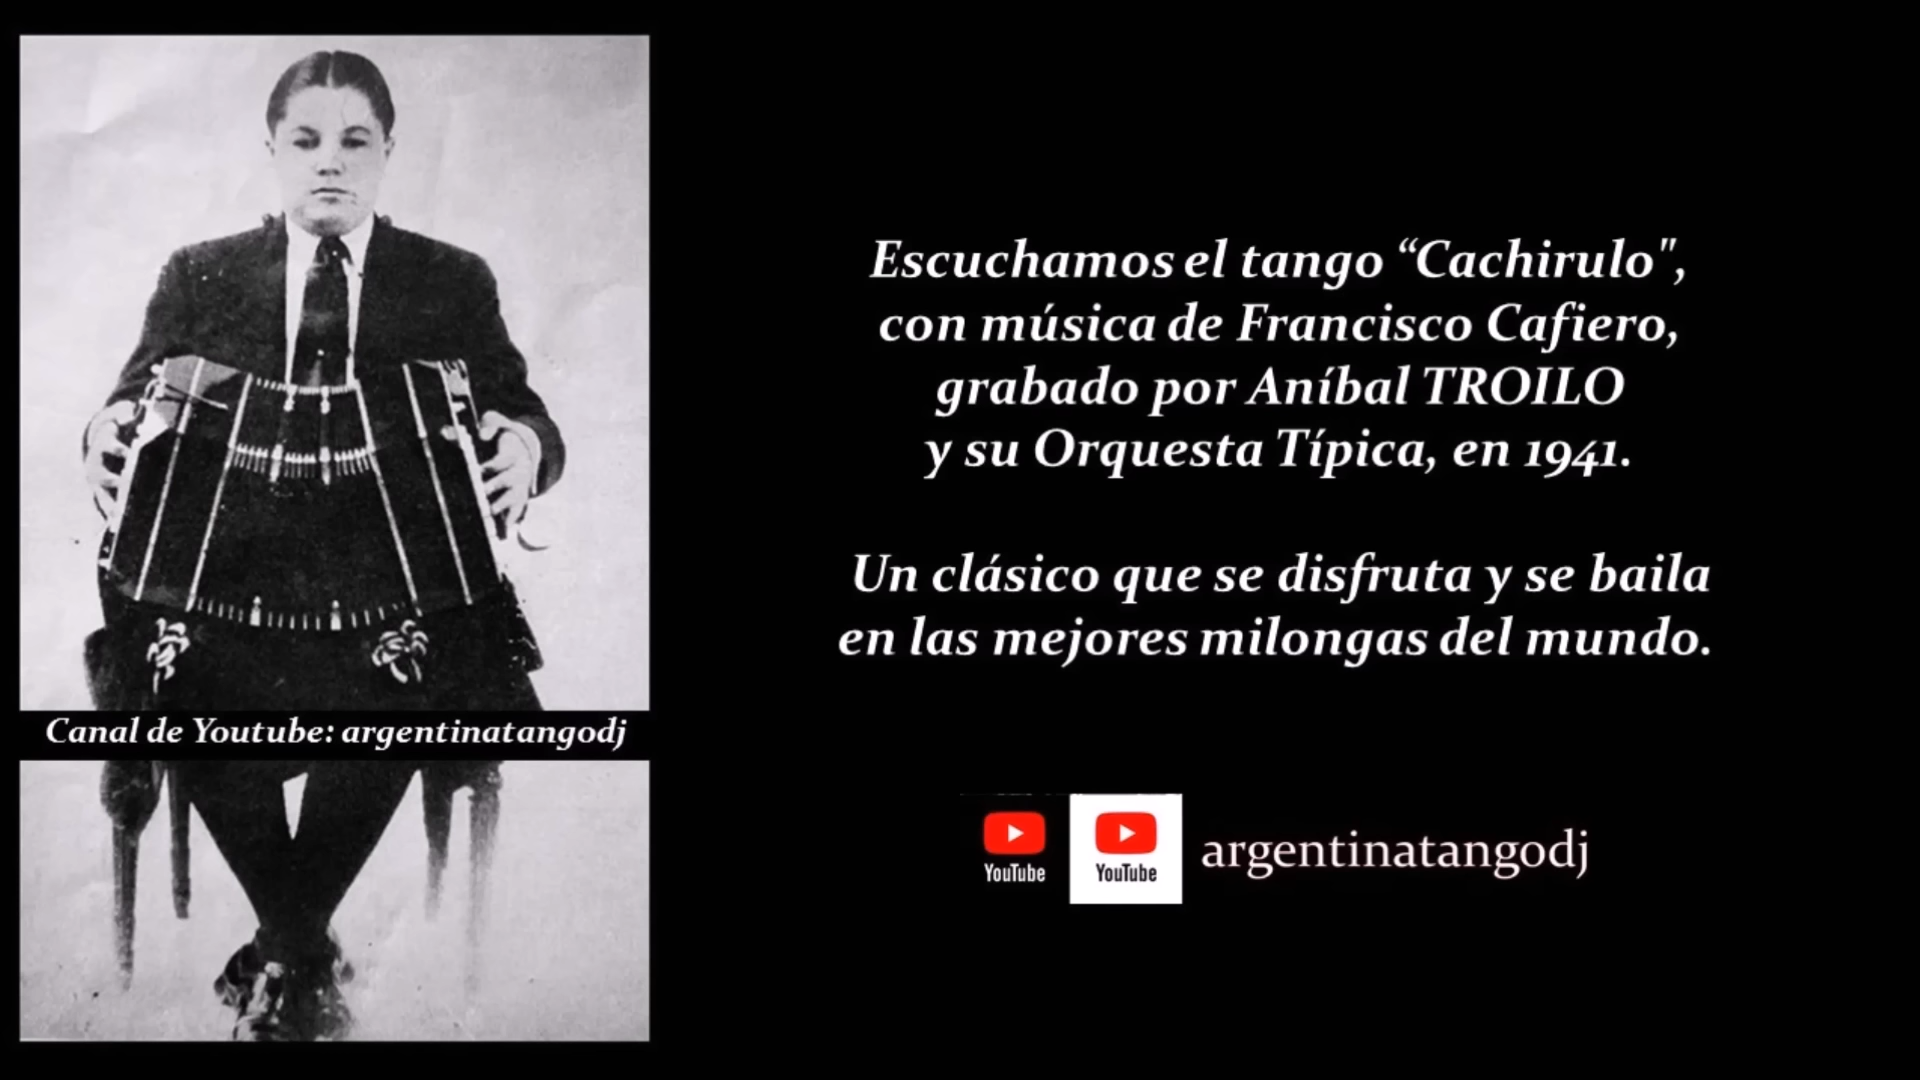 Escuchamos el tango “Cachirulo",
con música de Francisco Cafiero,
grabado por Aníbal TROILO
y su Orquesta Típica, en 1941.
Un clásico que se disfruta y se baila
en las mejores milongas del mundo.
Canal de Youtube: argentinatangodj
YouTube
YouTube
argentinatangodj